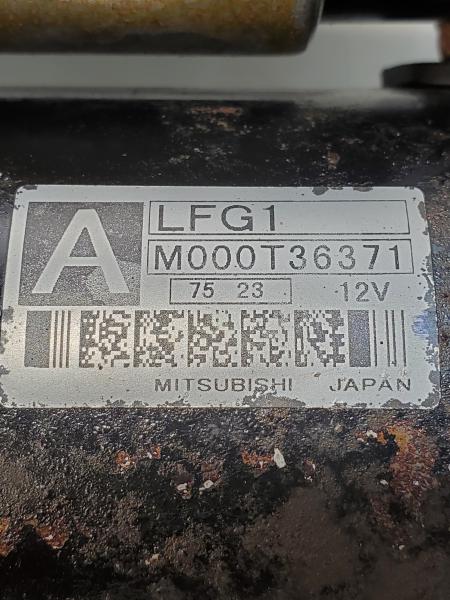 A
LFG1
M000T36371
75 23
12V
MITSUBISHI JAPAN